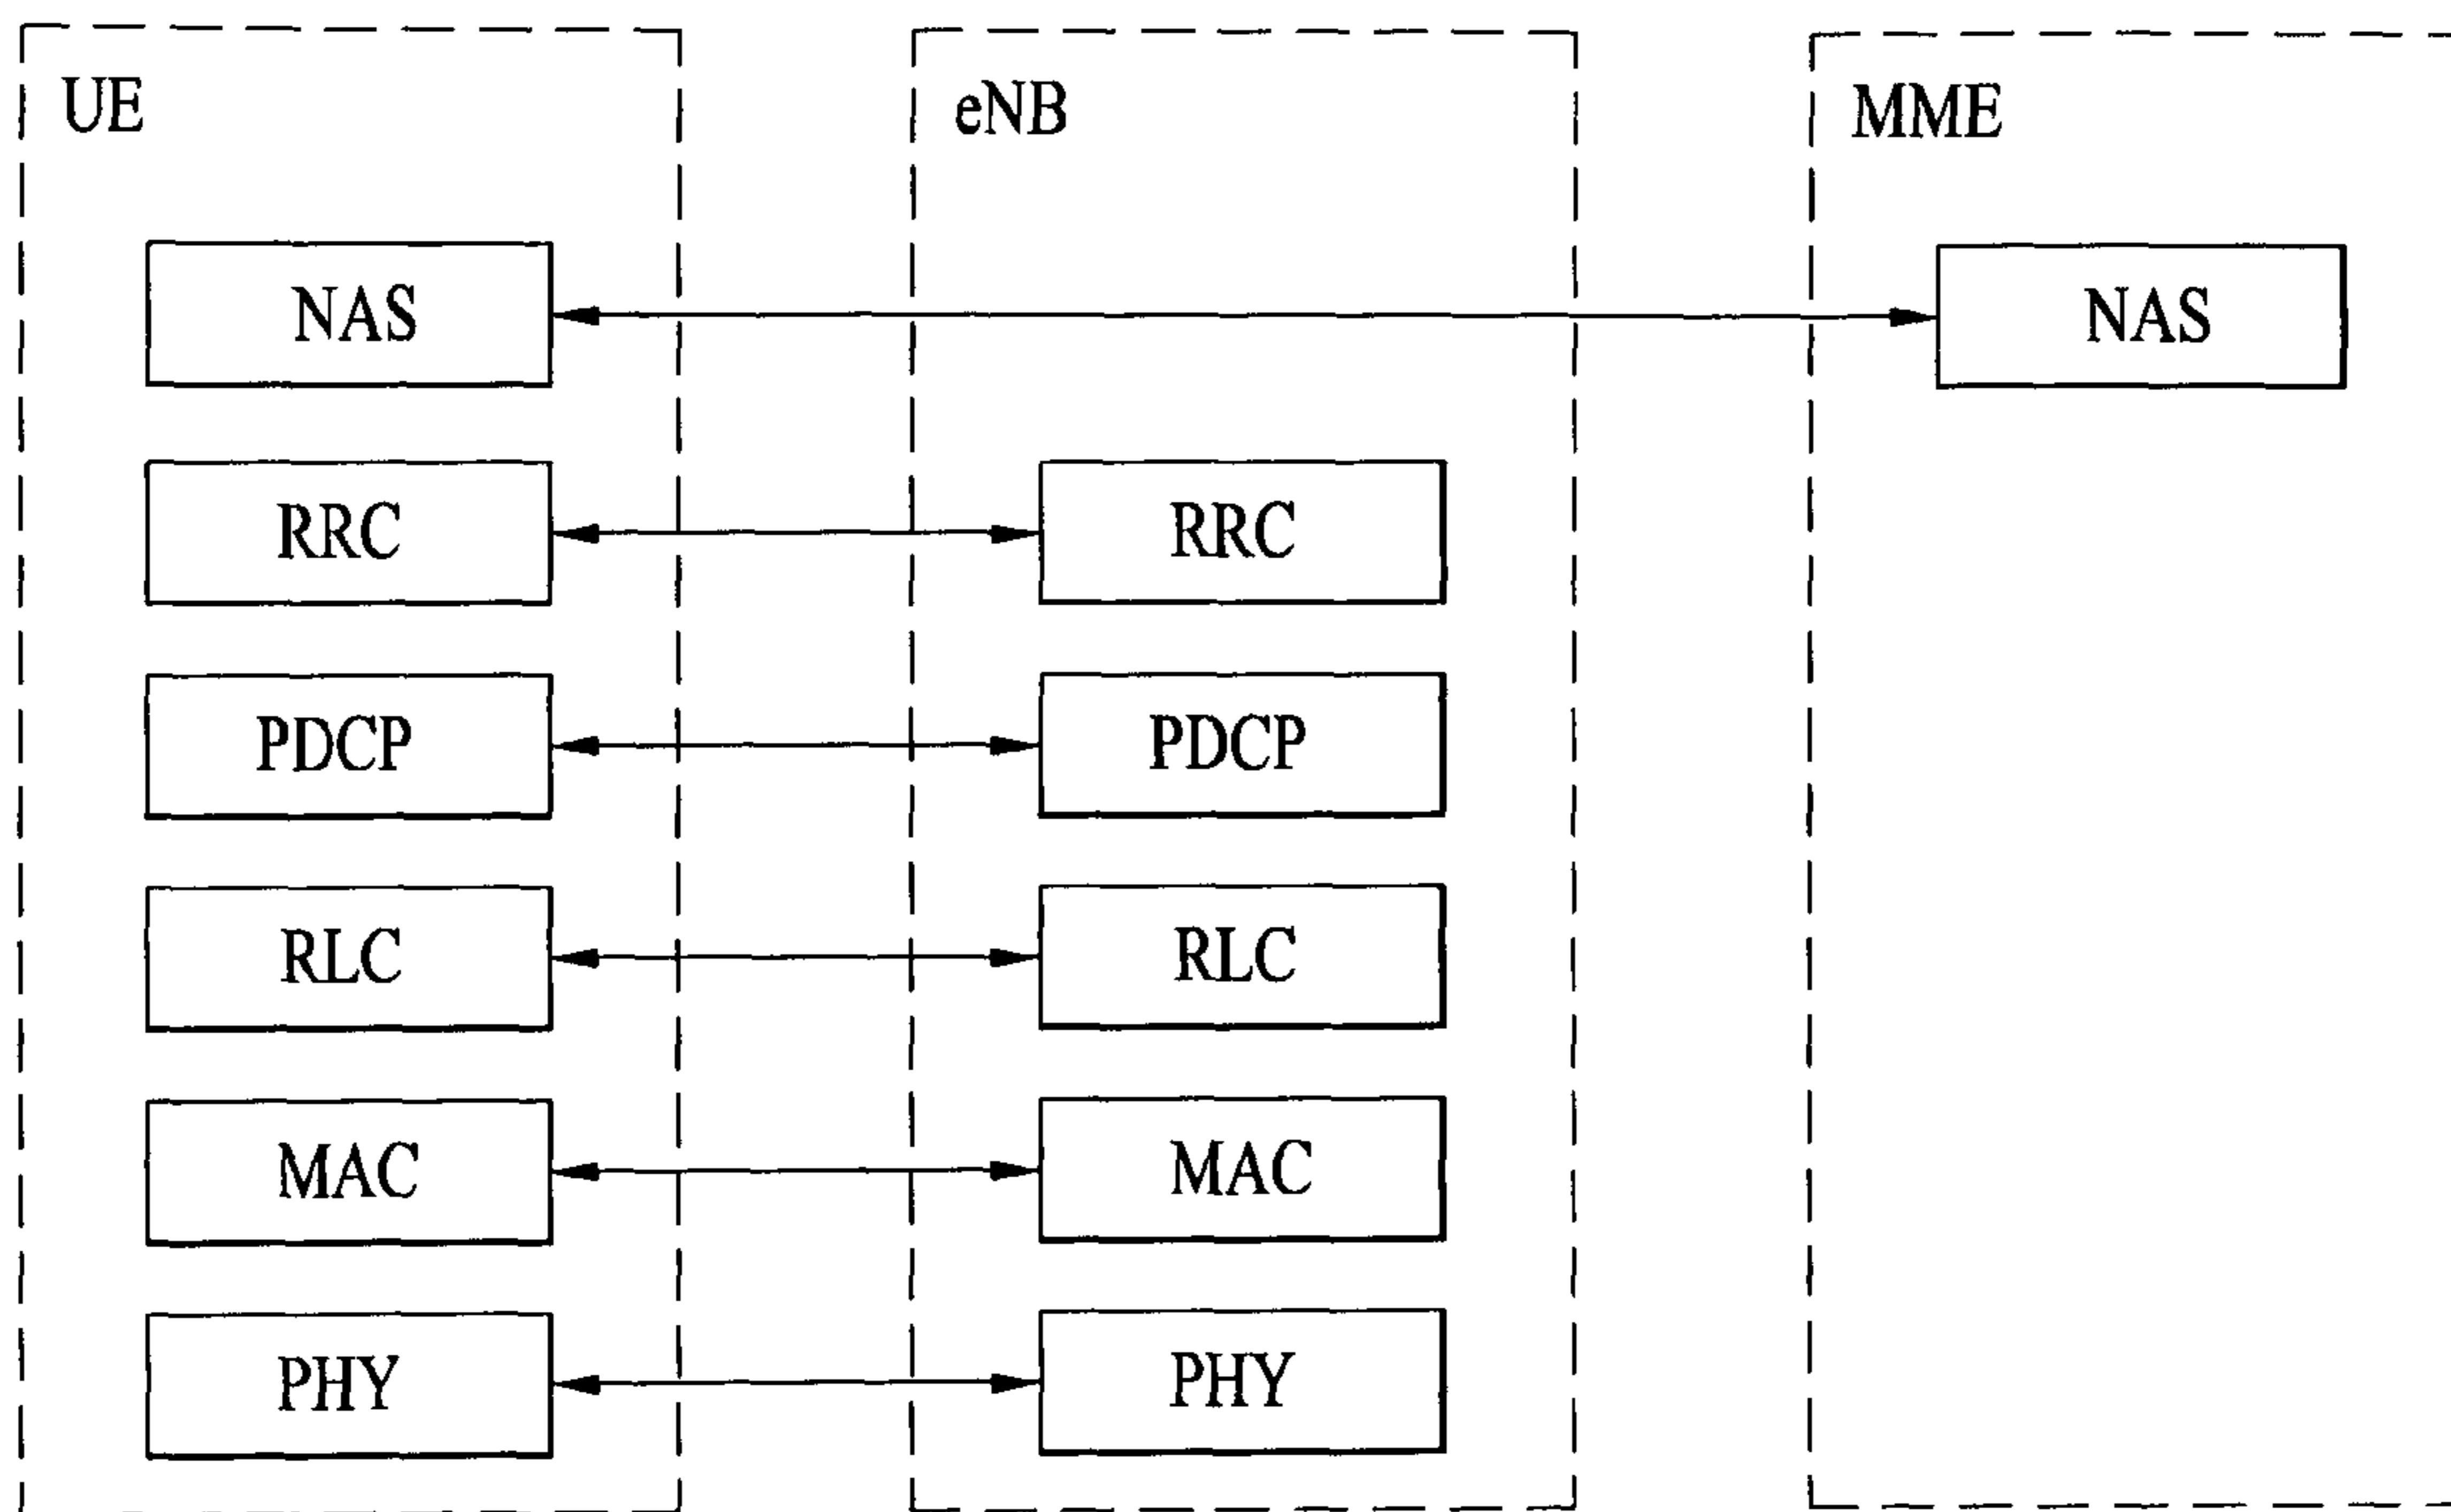 UE eNB MME
NAS NAS
RRC RRC
PDCP PDCP
RLC RLC
MAC MAC
PHY PHY